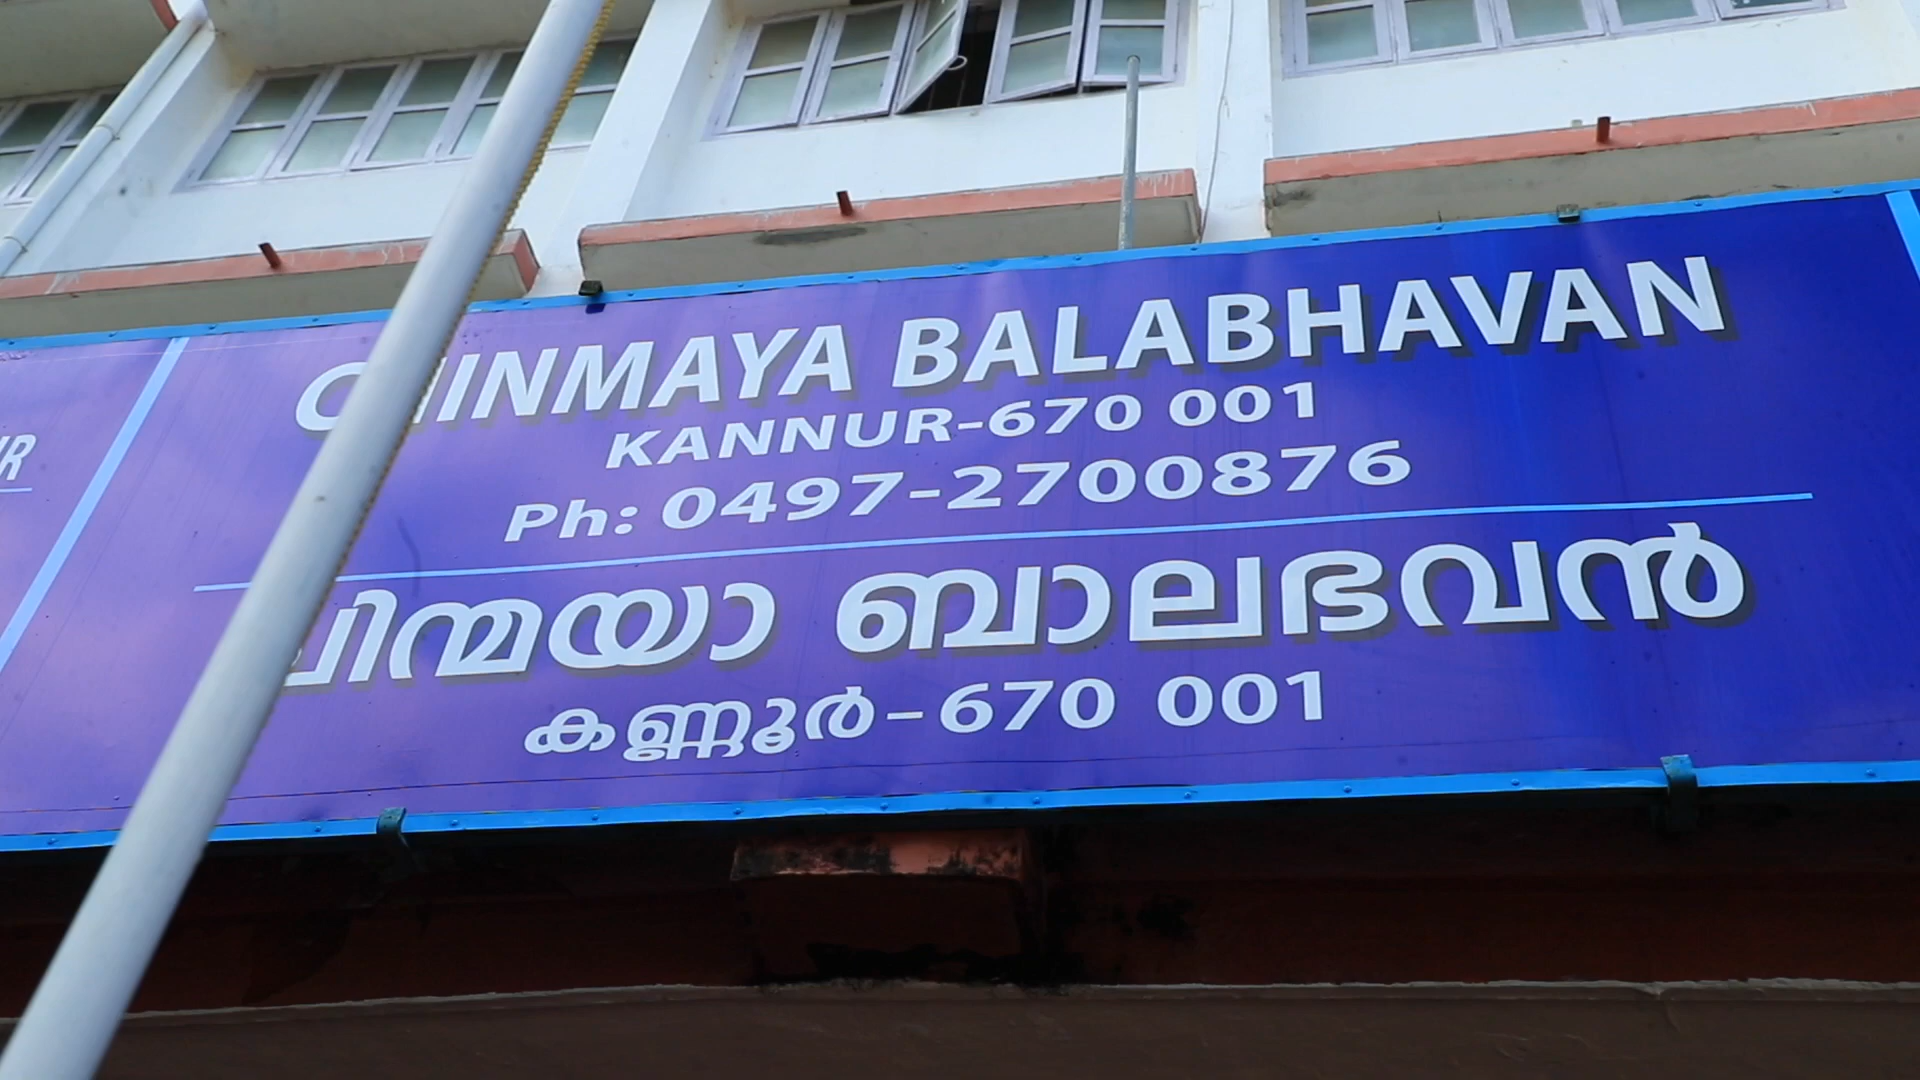 CHINMAYA BALABHAVAN
KANNUR-670 001
Ph: 0497-2700876
ചിന്മയാ ബാലഭവൻ
കണ്ണൂർ-670 001